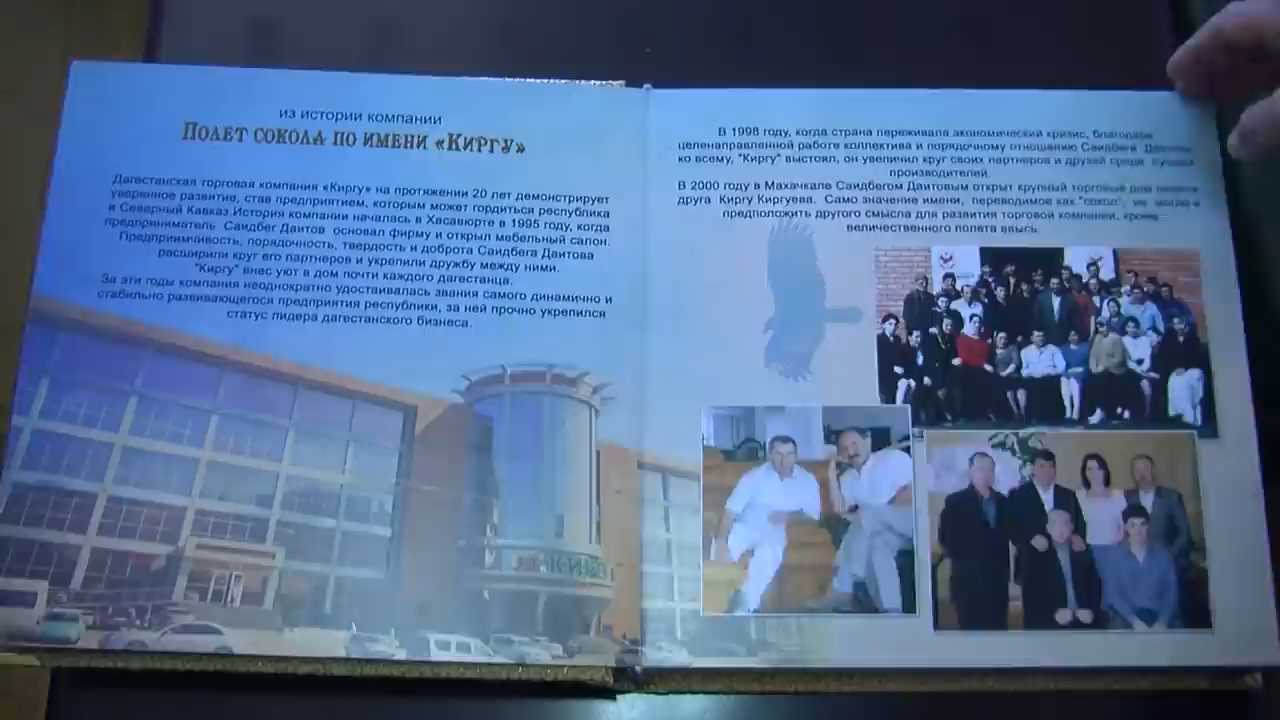 из истории компании
Полет сокола по имени «Киргу»
Дагестанская торговая компания «Киргу» на протяжении 20 лет демонстрирует
уверенное развитие, став предприятием, которым может гордиться республика
и Северный Кавказ.История компании началась в Хасавюрте в 1995 году, когда
предприниматель Саидбег Даитов основал фирму и открыл мебельный салон.
Предприимчивость, порядочность, твердость и доброта Саидбега Даитова
расширили круг его партнеров и укрепили дружбу между ними.
"Киргу" внес уют в дом почти каждого дагестанца.
За эти годы компания неоднократно удостаивалась звания самого динамично и
стабильно развивающегося предприятия республики, за ней прочно укрепился
статус лидера дагестанского бизнеса.
В 1998 году, когда страна переживала экономический кризис, благодаря
целенаправленной работе коллектива и порядочному отношению Саидбега
ко всему, "Киргу" выстоял, он увеличил круг своих партнеров и друзей среди
производителей.
В 2000 году в Махачкале Саидбегом Даитовым открыт крупный торговый дом
друга Киргу Киргуева. Само значение имени, переводимое как "сокол", не
предположить другого смысла для развития торговой компании, кроме
величественного полета ввысь.